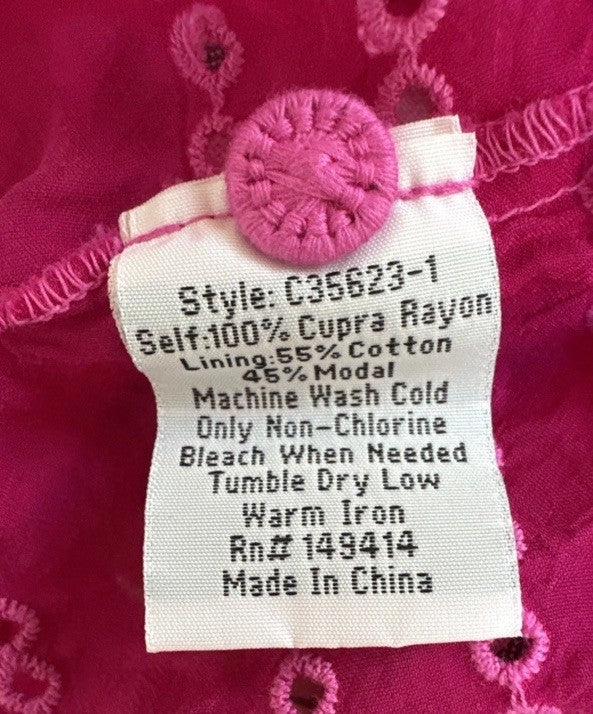 Style: C35623-1
Self:100% Cupra Rayon
Lining:55% Cotton
45% Modal
Machine Wash Cold
Only Non-Chlorine
Bleach When Needed
Tumble Dry Low
Warm Iron
Rn# 149414
Made In China